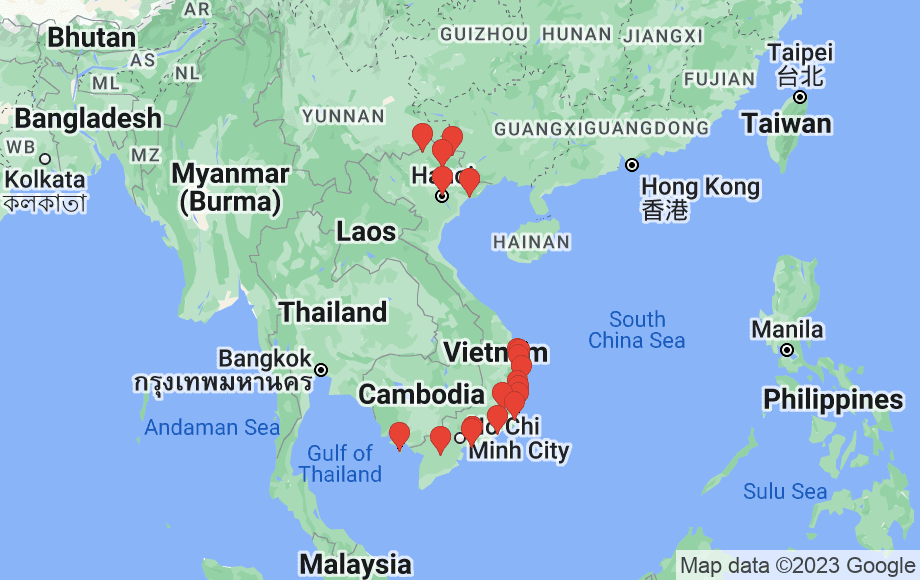 AR
Bhutan
GUIZHOU
HUNAN
JIANGXI
Taipei
台北
AS
NL
ML
FUJIAN
Bangladesh
YUNNAN
GUANGXI
GUANGDONG
Taiwan
WB
MZ
Kolkata
কলকাতা
Myanmar
(Burma)
Hanoi
Hong Kong
香港
Laos
HAINAN
Thailand
South
China Sea
Manila
Vietnam
Bangkok
กรุงเทพมหานคร
Cambodia
Philippines
Andaman Sea
Ho Chi
Minh City
Gulf of
Thailand
Sulu Sea
Malaysia
Map data ©2023 Google